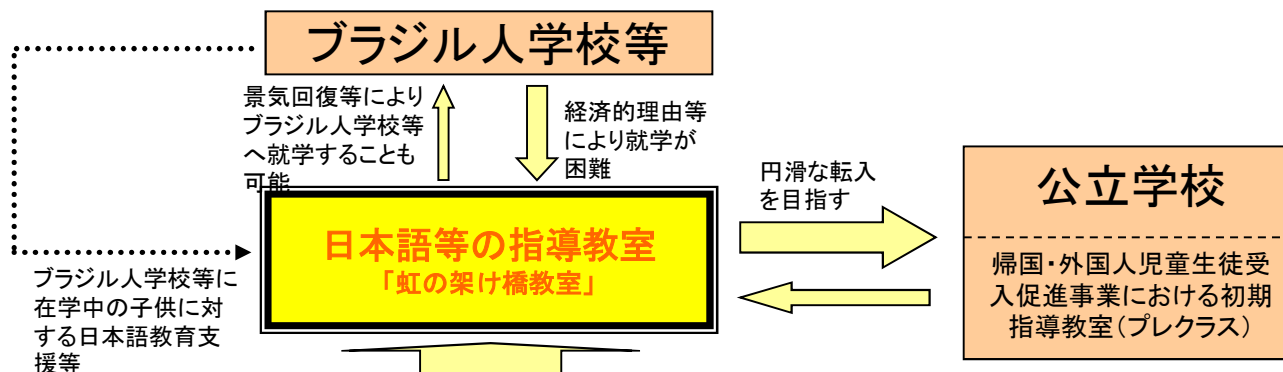 ブラジル人学校等
景気回復等により
ブラジル人学校等
へ就学することも
可能
経済的理由等
により就学が
困難
円滑な転入
を目指す
公立学校
帰国・外国人児童生徒受
入促進事業における初期
指導教室(プレクラス)
日本語等の指導教室
「虹の架け橋教室」
ブラジル人学校等に
在学中の子供に対
する日本語教育支
援等